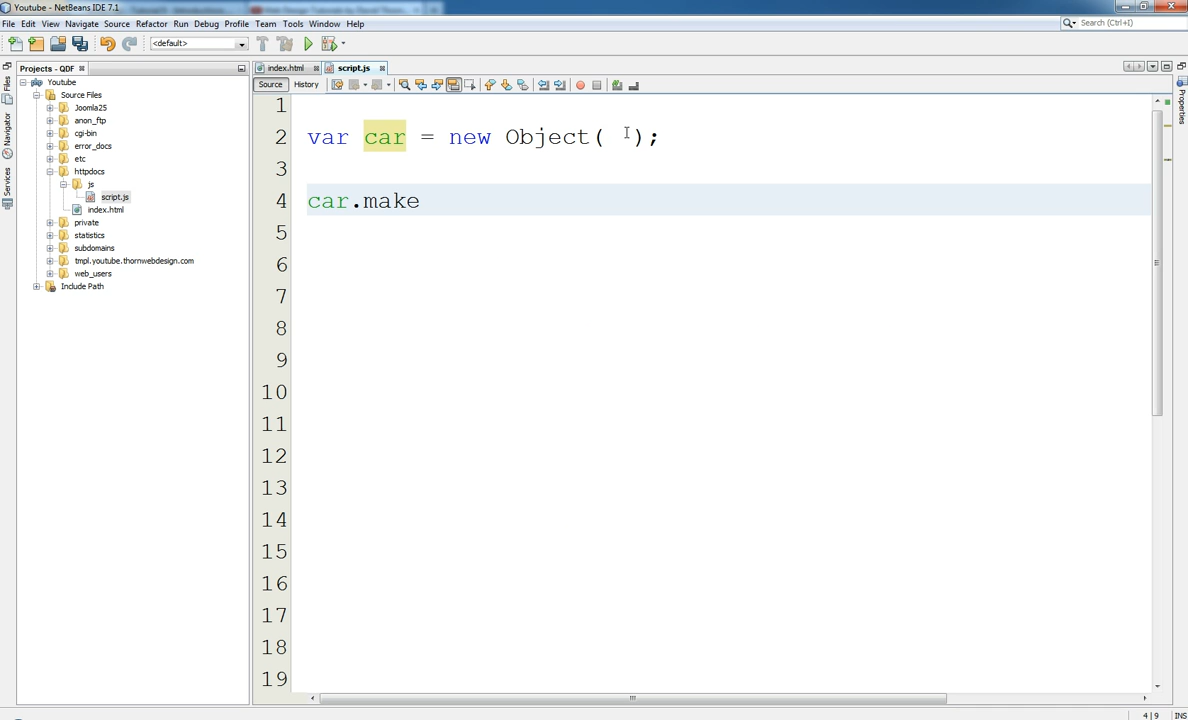 Youtube - NetBeans IDE 7.1
File Edit View Navigate Source Refactor Run Debug Profile Team Tools Window Help
Search (Ctrl+I)
<default>
Projects - QDF
index.html
script.js
Source
History
Files
Navigator
Services
Properties
Youtube
Source Files
Joomla25
anon_ftp
cgi-bin
error_docs
etc
httpdocs
js
script.js
index.html
private
statistics
subdomains
tmpl.youtube.thornwebdesign.com
web_users
Include Path
1
2 var car = new Object( );
3
4 car.make
5
6
7
8
9
10
11
12
13
14
15
16
17
18
19
4|9 INS